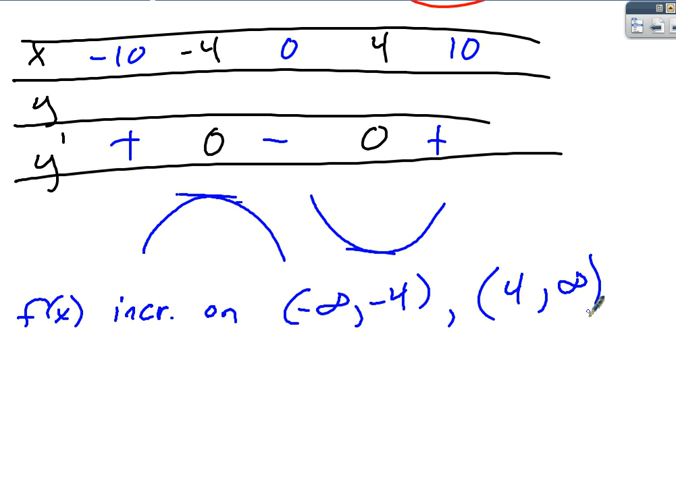 x -10 -4 0 4 10
y
y' + 0 - 0 +
f'(x) incr. on (-∞, -4), (4, ∞)